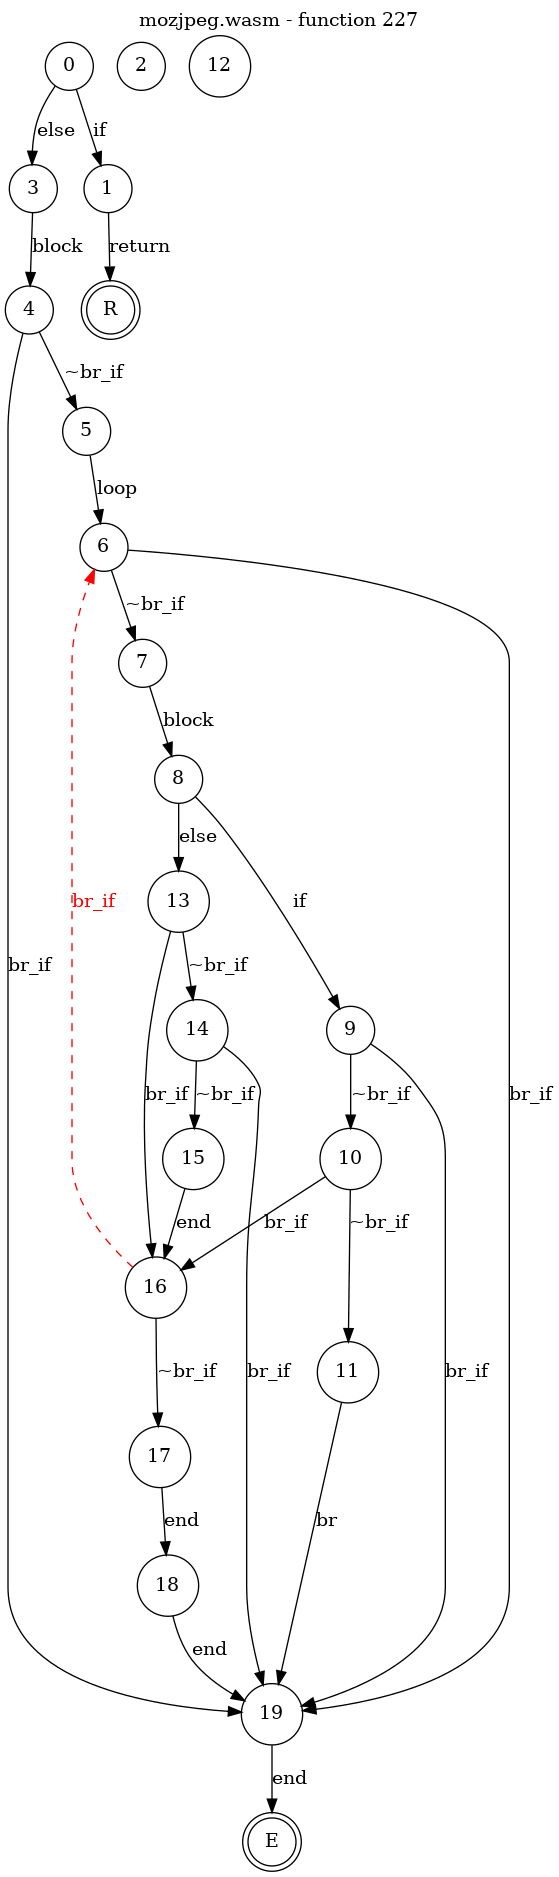 mozjpeg.wasm - function 227
0
2
12
else
if
3
1
block
return
4
R
~br_if
5
loop
6
~br_if
7
block
8
else
if
13
br_if
br_if
~br_if
14
9
br_if
~br_if
~br_if
br_if
15
10
end
br_if
~br_if
16
~br_if
br_if
11
br_if
17
end
br
18
end
19
end
E